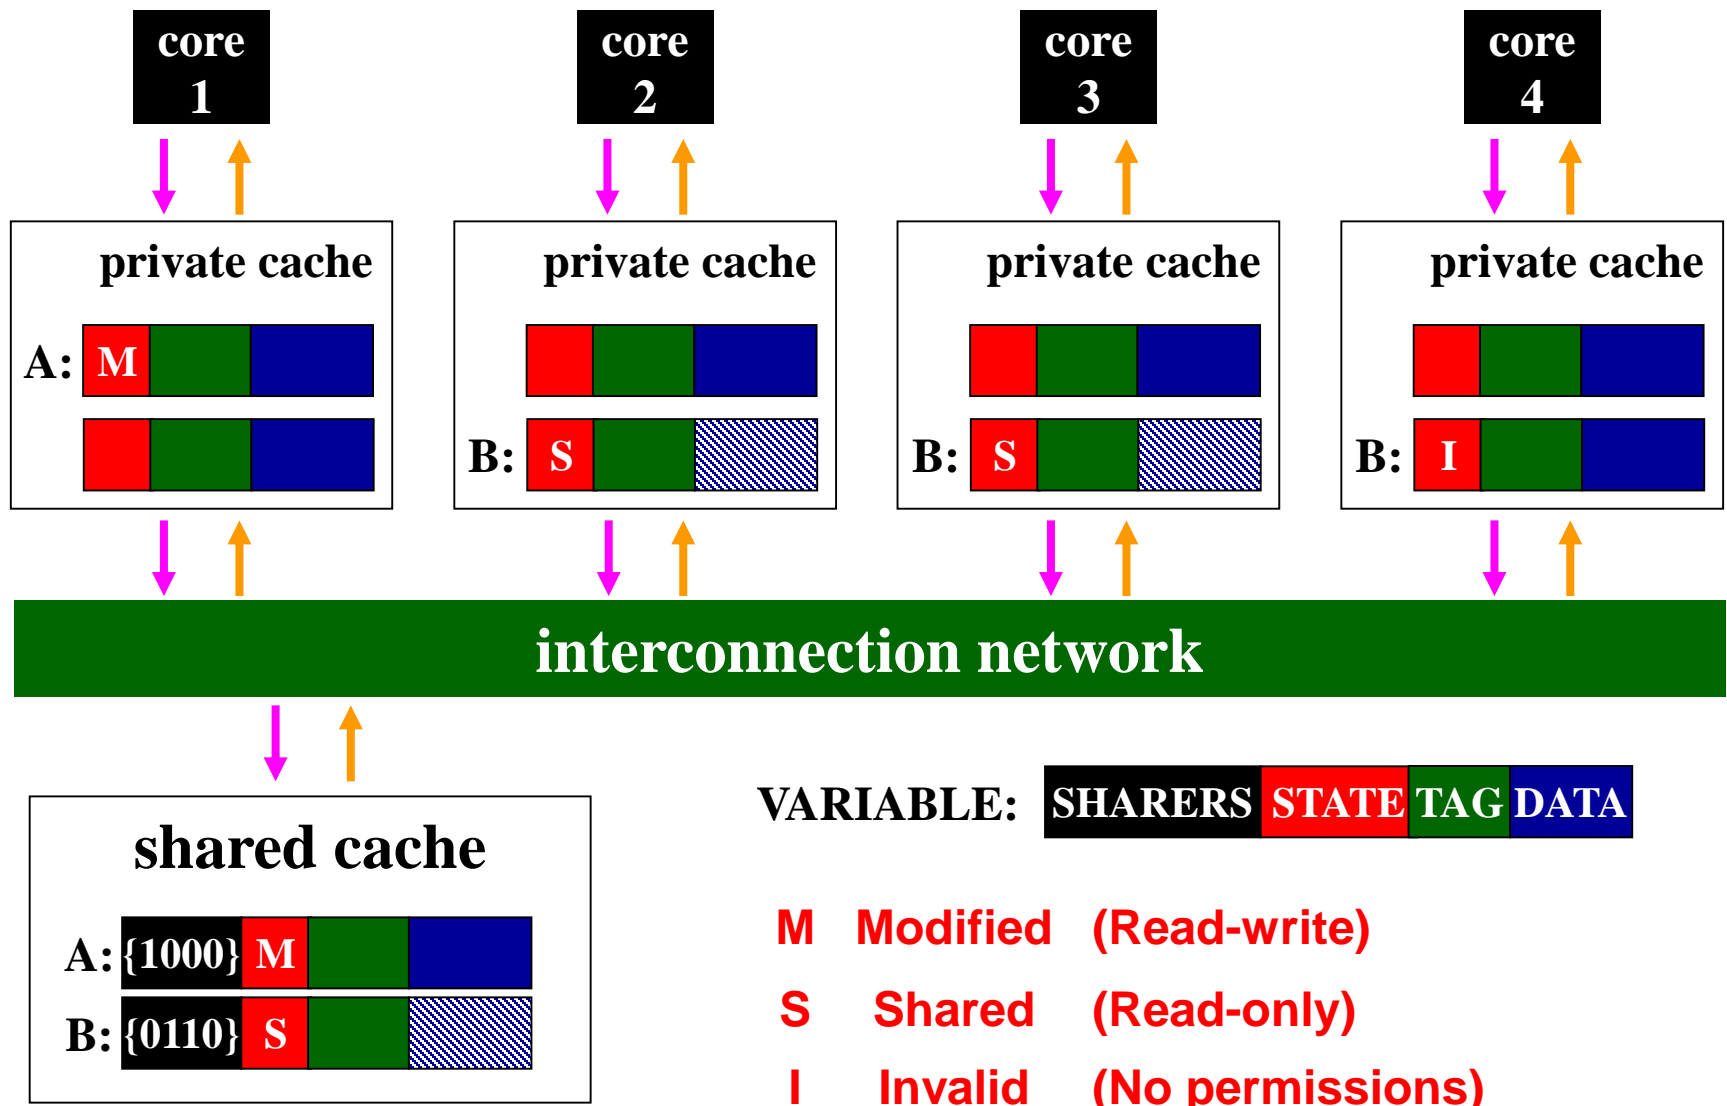 core
1
core
2
core
3
core
4
private cache
private cache
private cache
private cache
A: M
B: S
B: S
B: I
interconnection network
shared cache
A: {1000} M
B: {0110} S
VARIABLE: SHARERS STATE TAG DATA
M Modified (Read-write)
S Shared (Read-only)
I Invalid (No permissions)